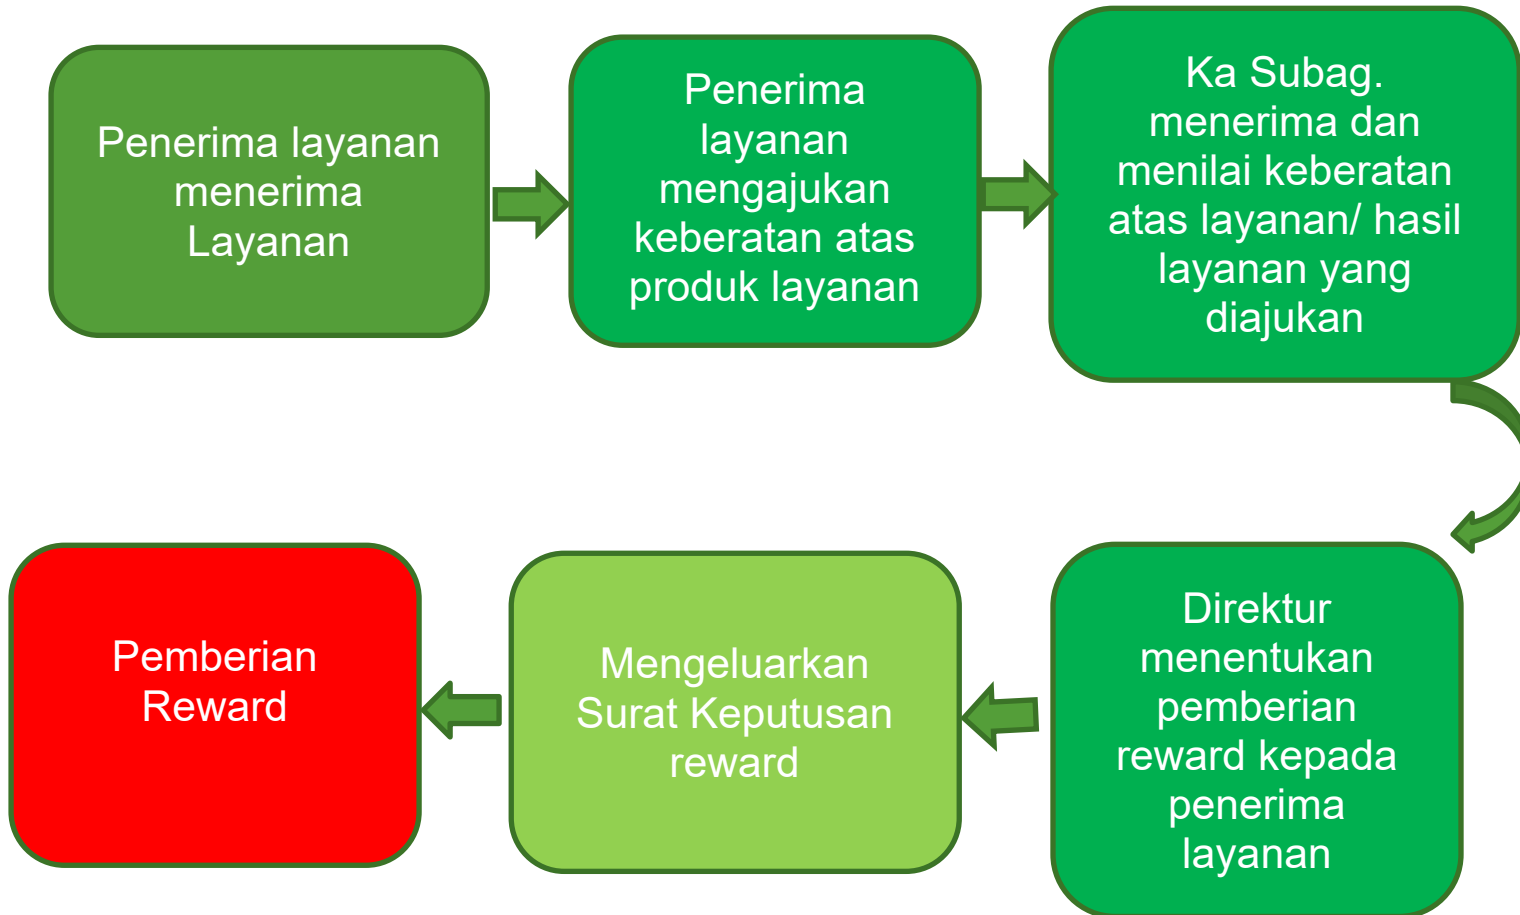 Penerima layanan
menerima
Layanan
Penerima
layanan
mengajukan
keberatan atas
produk layanan
Ka Subag.
menerima dan
menilai keberatan
atas layanan/ hasil
layanan yang
diajukan
Direktur
menentukan
pemberian
reward kepada
penerima
layanan
Mengeluarkan
Surat Keputusan
reward
Pemberian
Reward